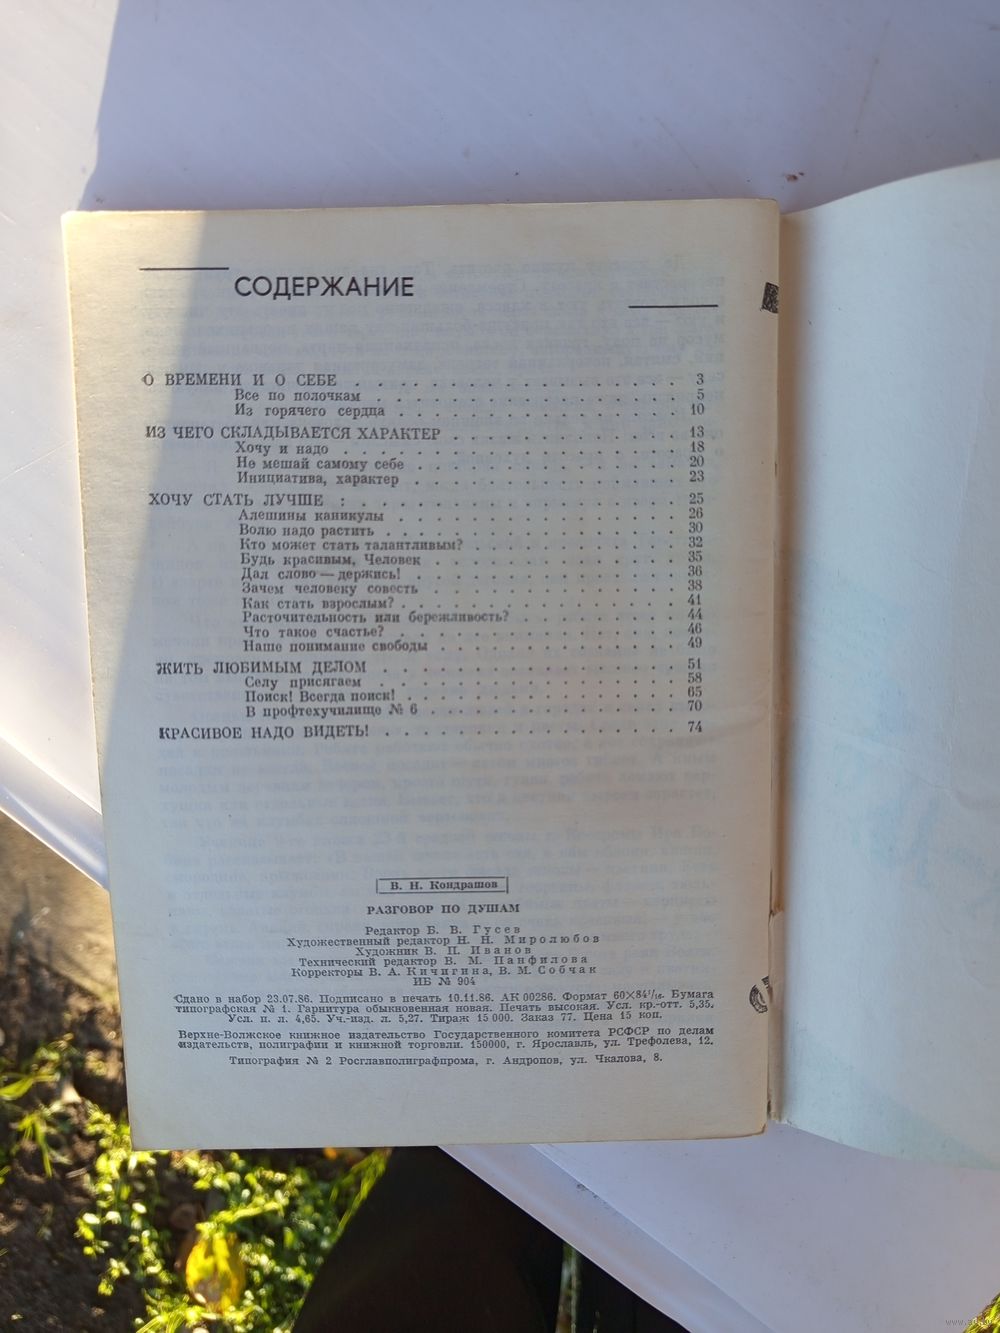 СОДЕРЖАНИЕ
О ВРЕМЕНИ И О СЕБЕ . . . . . . . . . . . . . . . . 3
Все по полочкам . . . . . . . . . . . . . . . 5
Из горячего сердца . . . . . . . . . . . . . . 10
ИЗ ЧЕГО СКЛАДЫВАЕТСЯ ХАРАКТЕР . . . . . . . . . . . 13
Хочу и надо . . . . . . . . . . . . . . . . 18
Не мешай самому себе . . . . . . . . . . . . . 20
Инициатива, характер . . . . . . . . . . . . . 23
ХОЧУ СТАТЬ ЛУЧШЕ : . . . . . . . . . . . . . . . 25
Алешины каникулы . . . . . . . . . . . . . . 26
Волю надо растить . . . . . . . . . . . . . . 30
Кто может стать талантливым? . . . . . . . . . . 32
Будь красивым, Человек . . . . . . . . . . . . 35
Дал слово — держись! . . . . . . . . . . . . . 36
Зачем человеку совесть . . . . . . . . . . . . 38
Как стать взрослым? . . . . . . . . . . . . . 41
Расточительность или бережливость? . . . . . . . . 44
Что такое счастье? . . . . . . . . . . . . . . 46
Наше понимание свободы . . . . . . . . . . . . 49
ЖИТЬ ЛЮБИМЫМ ДЕЛОМ . . . . . . . . . . . . . . . 51
Селу присягаем . . . . . . . . . . . . . . . 58
Поиск! Всегда поиск! . . . . . . . . . . . . . 65
В профтехучилище № 6 . . . . . . . . . . . . . 70
КРАСИВОЕ НАДО ВИДЕТЬ! . . . . . . . . . . . . . . . 74
В. Н. Кондрашов
РАЗГОВОР ПО ДУШАМ
Редактор Б. В. Гусев
Художественный редактор Н. Н. Миролюбов
Художник В. П. Иванов
Технический редактор В. М. Панфилова
Корректоры В. А. Кичигина, В. М. Собчак
ИБ № 904
Сдано в набор 23.07.86. Подписано в печать 10.11.86. АК 00286. Формат 60×84¹/₁₆. Бумага
типографская № 1. Гарнитура обыкновенная новая. Печать высокая. Усл. кр.-отт. 5,35.
Усл. п. л. 4,65. Уч.-изд. л. 5,27. Тираж 15 000. Заказ 77. Цена 15 коп.
Верхне-Волжское книжное издательство Государственного комитета РСФСР по делам
издательств, полиграфии и книжной торговли. 150000, г. Ярославль, ул. Трефолева, 12.
Типография № 2 Росглавполиграфпрома, г. Андропов, ул. Чкалова, 8.